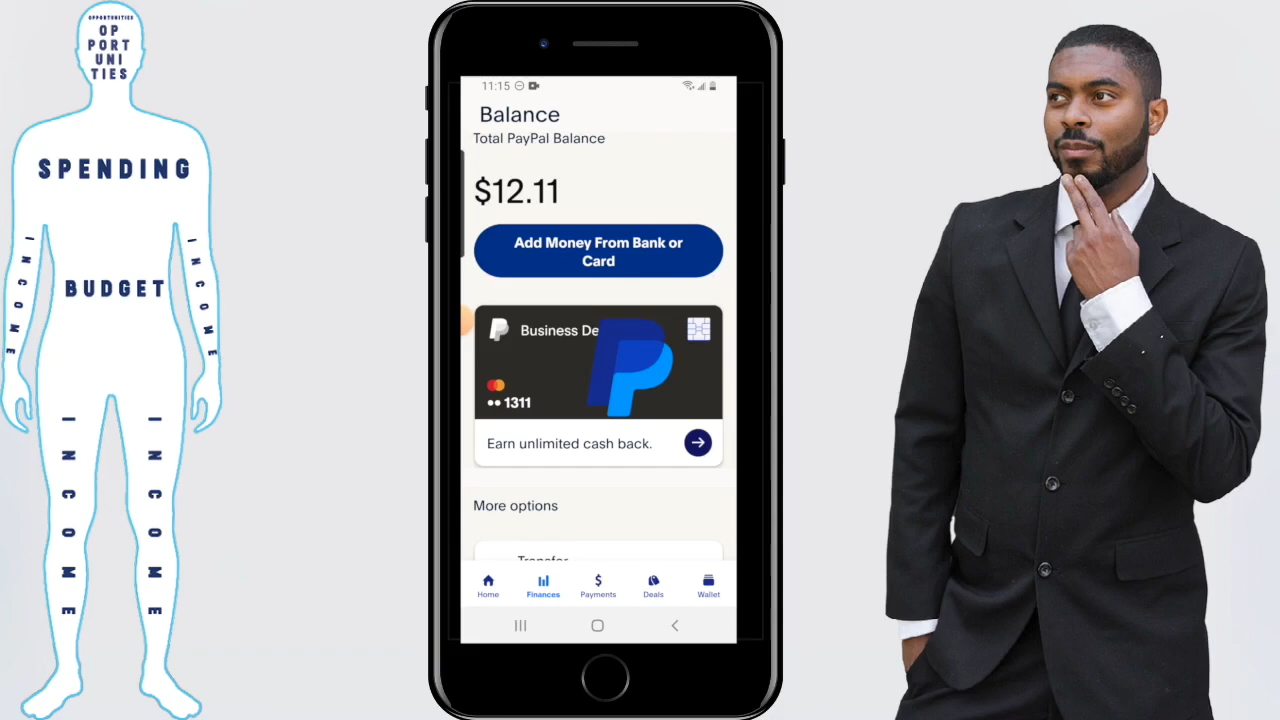 OPPORTUNITIES
OP
PORT
UNI
TIES
SPENDING
BUDGET
INCOME
INCOME
INCOME
INCOME
11:15
Balance
Total PayPal Balance
$12.11
Add Money From Bank or
Card
Business De
•• 1311
Earn unlimited cash back.
More options
Transfer
Home Finances Payments Deals Wallet